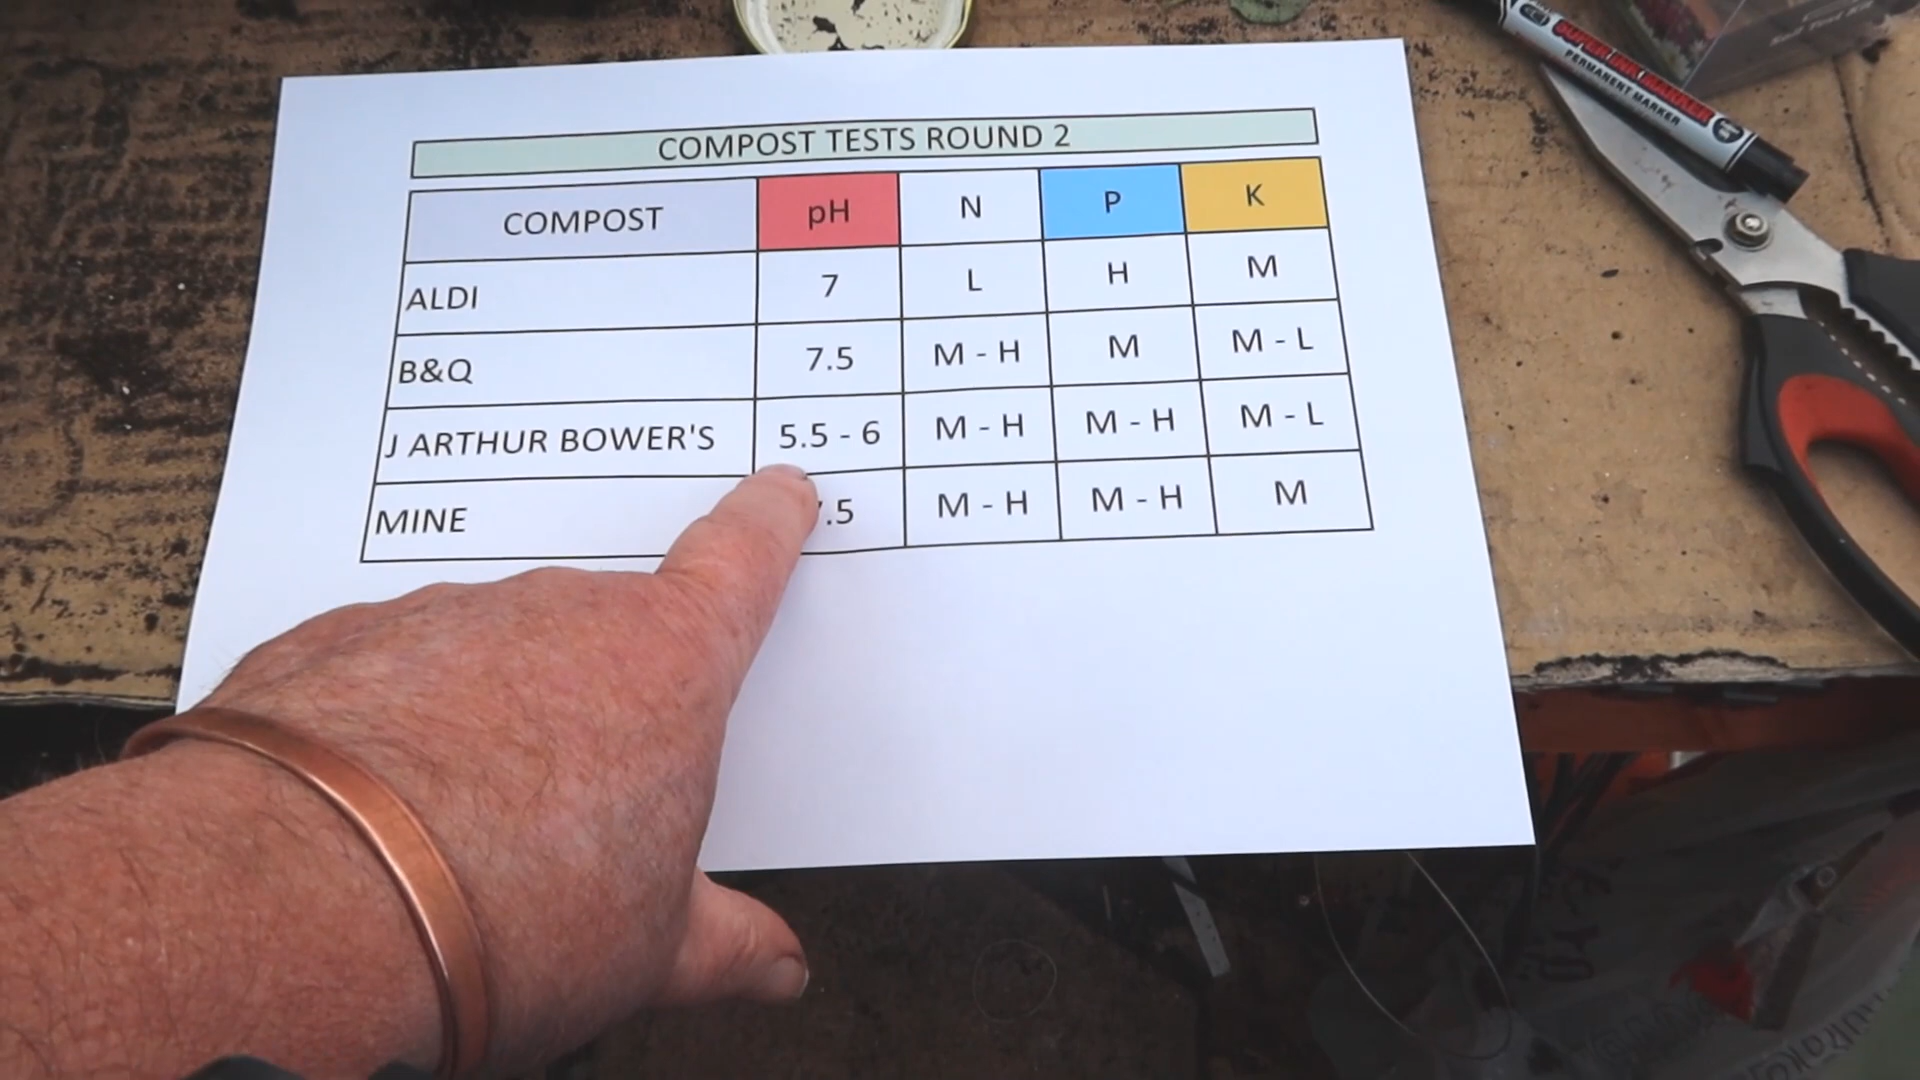 COMPOST TESTS ROUND 2
COMPOST pH N P K
ALDI 7 L H M
B&Q 7.5 M - H M M - L
J ARTHUR BOWER'S 5.5 - 6 M - H M - H M - L
MINE .5 M - H M - H M
SUPER INK MARKER
PERMANENT MARKER